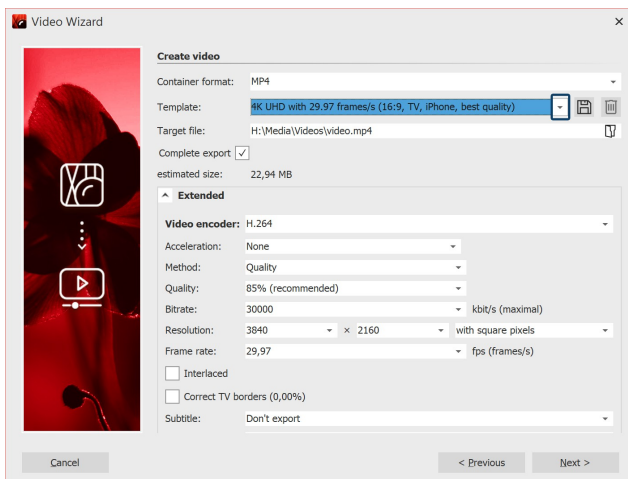 Video Wizard
Create video
Container format: MP4
Template: 4K UHD with 29.97 frames/s (16:9, TV, iPhone, best quality)
Target file: H:\Media\Videos\video.mp4
Complete export
estimated size: 22,94 MB
Extended
Video encoder: H.264
Acceleration: None
Method: Quality
Quality: 85% (recommended)
Bitrate: 30000 kbit/s (maximal)
Resolution: 3840 × 2160 with square pixels
Frame rate: 29,97 fps (frames/s)
Interlaced
Correct TV borders (0,00%)
Subtitle: Don't export
Cancel < Previous Next >